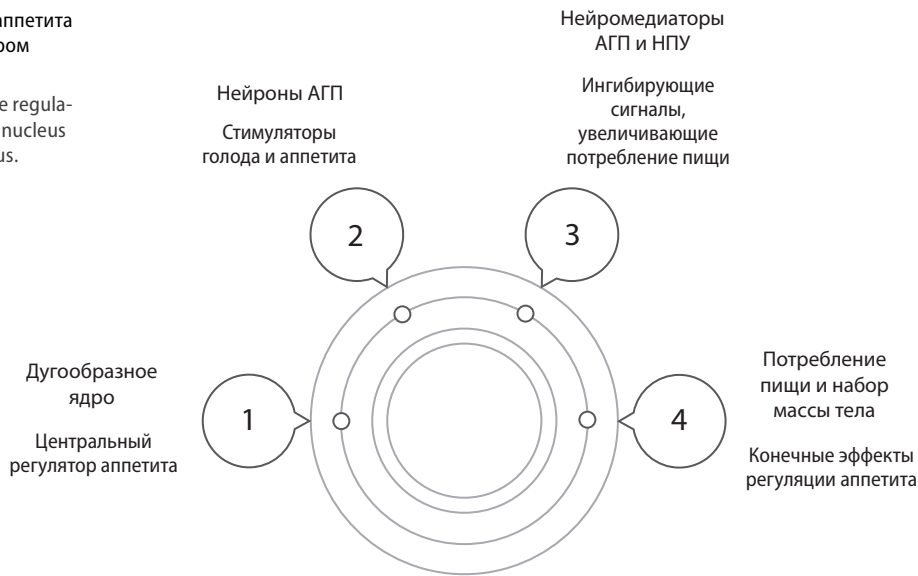 аппетита
ром
e regula-
nucleus
us.
Нейроны АГП
Стимуляторы
голода и аппетита
Нейромедиаторы
АГП и НПУ
Ингибирующие
сигналы,
увеличивающие
потребление пищи
2
3
Дугообразное
ядро
Центральный
регулятор аппетита
1
4
Потребление
пищи и набор
массы тела
Конечные эффекты
регуляции аппетита